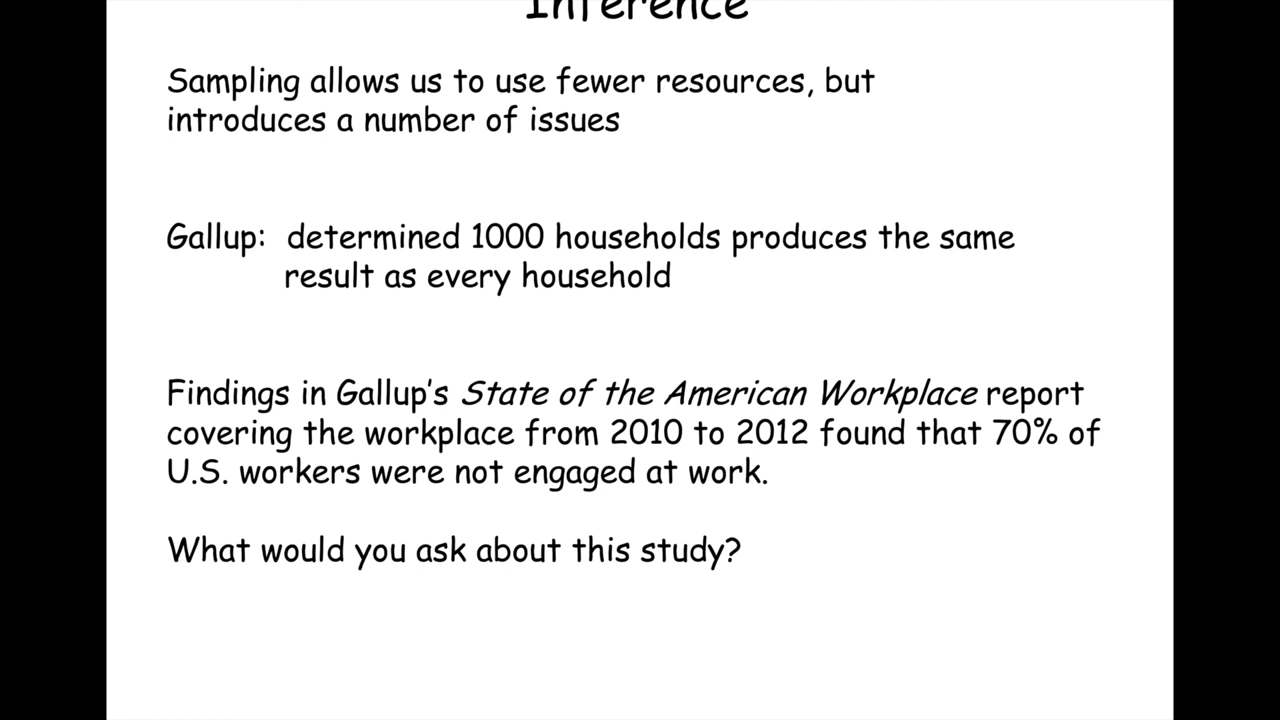 Inference
Sampling allows us to use fewer resources, but
introduces a number of issues
Gallup: determined 1000 households produces the same
result as every household
Findings in Gallup's State of the American Workplace report
covering the workplace from 2010 to 2012 found that 70% of
U.S. workers were not engaged at work.
What would you ask about this study?